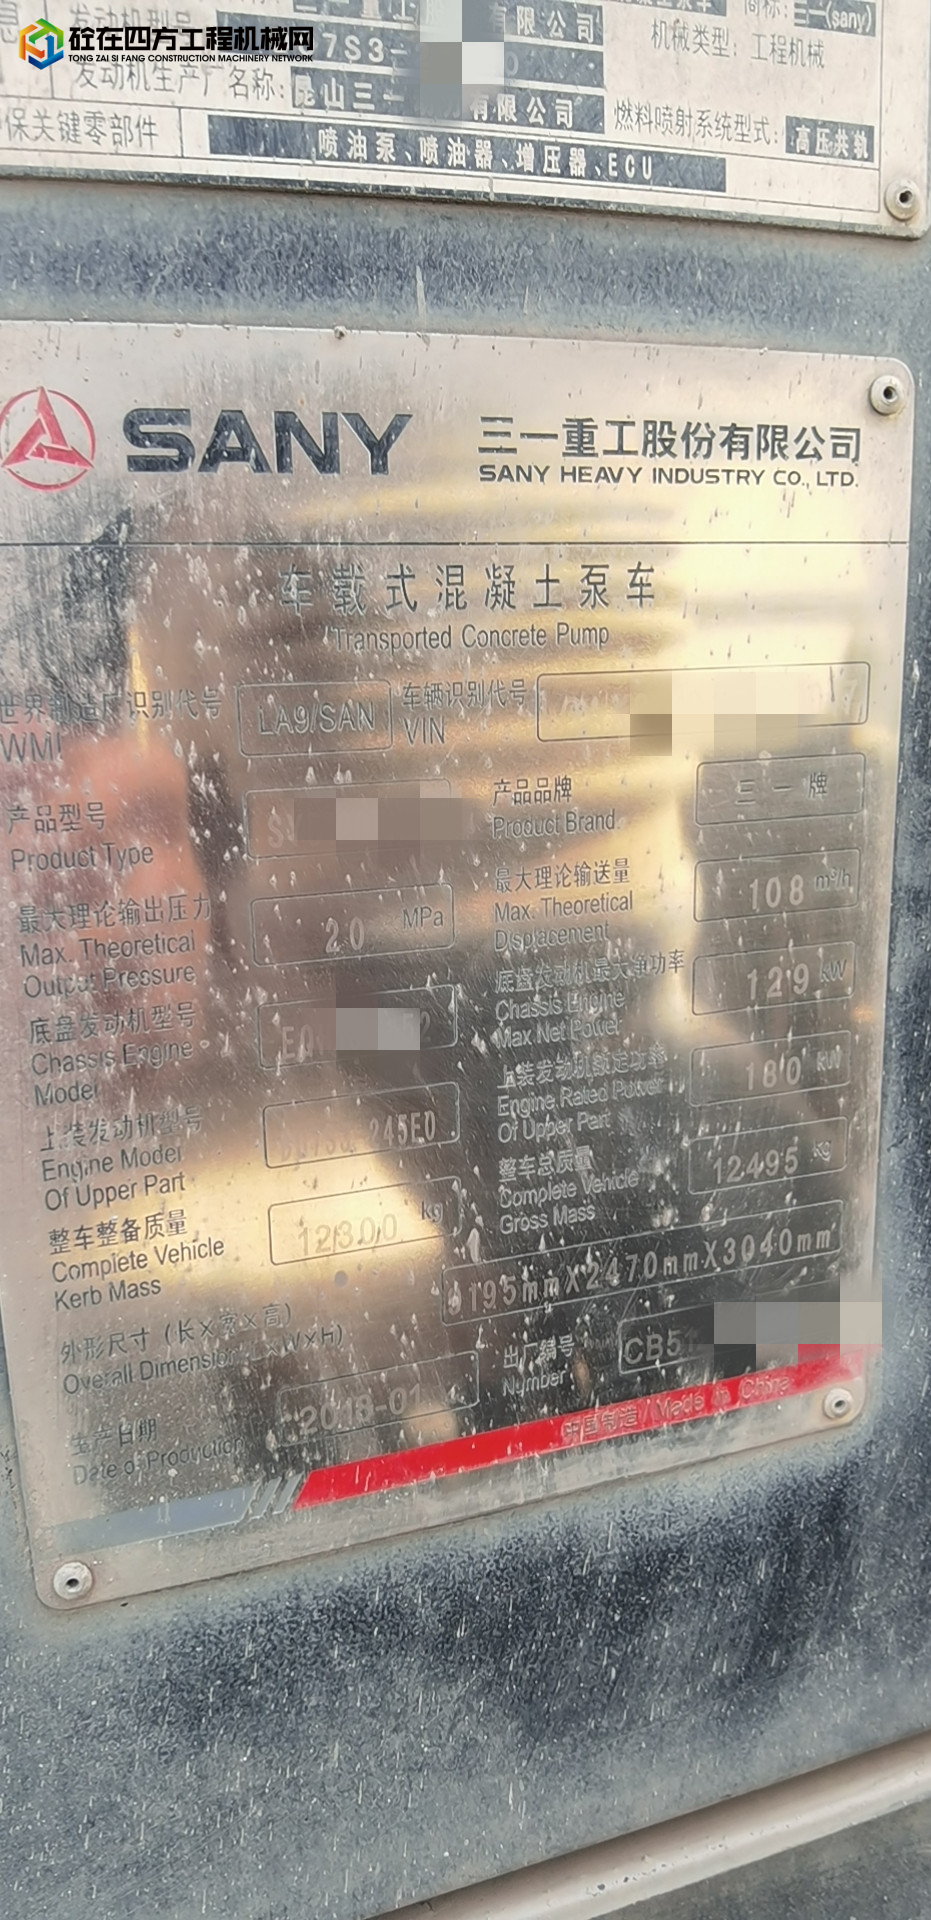 砼在四方工程机械网
TONG ZAI SI FANG CONSTRUCTION MACHINERY NETWORK
发动机型号
有限公司
商标: 三一(sany)
7S3-
机械类型: 工程机械
发动机生产厂名称:
山三一
有限公司
燃料喷射系统型式: 高压共轨
保关键零部件
喷油泵、喷油器、增压器、ECU
SANY
三一重工股份有限公司
SANY HEAVY INDUSTRY CO., LTD.
车载式混凝土泵车
Transported Concrete Pump
世界制造厂识别代号
WMI
LA9/SAN
车辆识别代号
VIN
7
产品型号
Product Type
产品品牌
Product Brand
三一牌
最大理论输出压力
Max. Theoretical
Output Pressure
20 MPa
最大理论输送量
Max. Theoretical
Displacement
108 m³/h
底盘发动机型号
Chassis Engine
Model
底盘发动机最大净功率
Chassis Engine
Max Net Power
129 kW
上装发动机型号
Engine Model
Of Upper Part
245E0
上装发动机额定功率
Engine Rated Power
Of Upper Part
180 kW
整车整备质量
Complete Vehicle
Kerb Mass
12300 kg
整车总质量
Complete Vehicle
Gross Mass
12495 kg
外形尺寸 (长×宽×高)
Overall Dimension(L×W×H)
195mmX2470mmX3040mm
生产日期
Date of Production
2018-01
出厂编号
Number
CB5
中国制造/Made in China